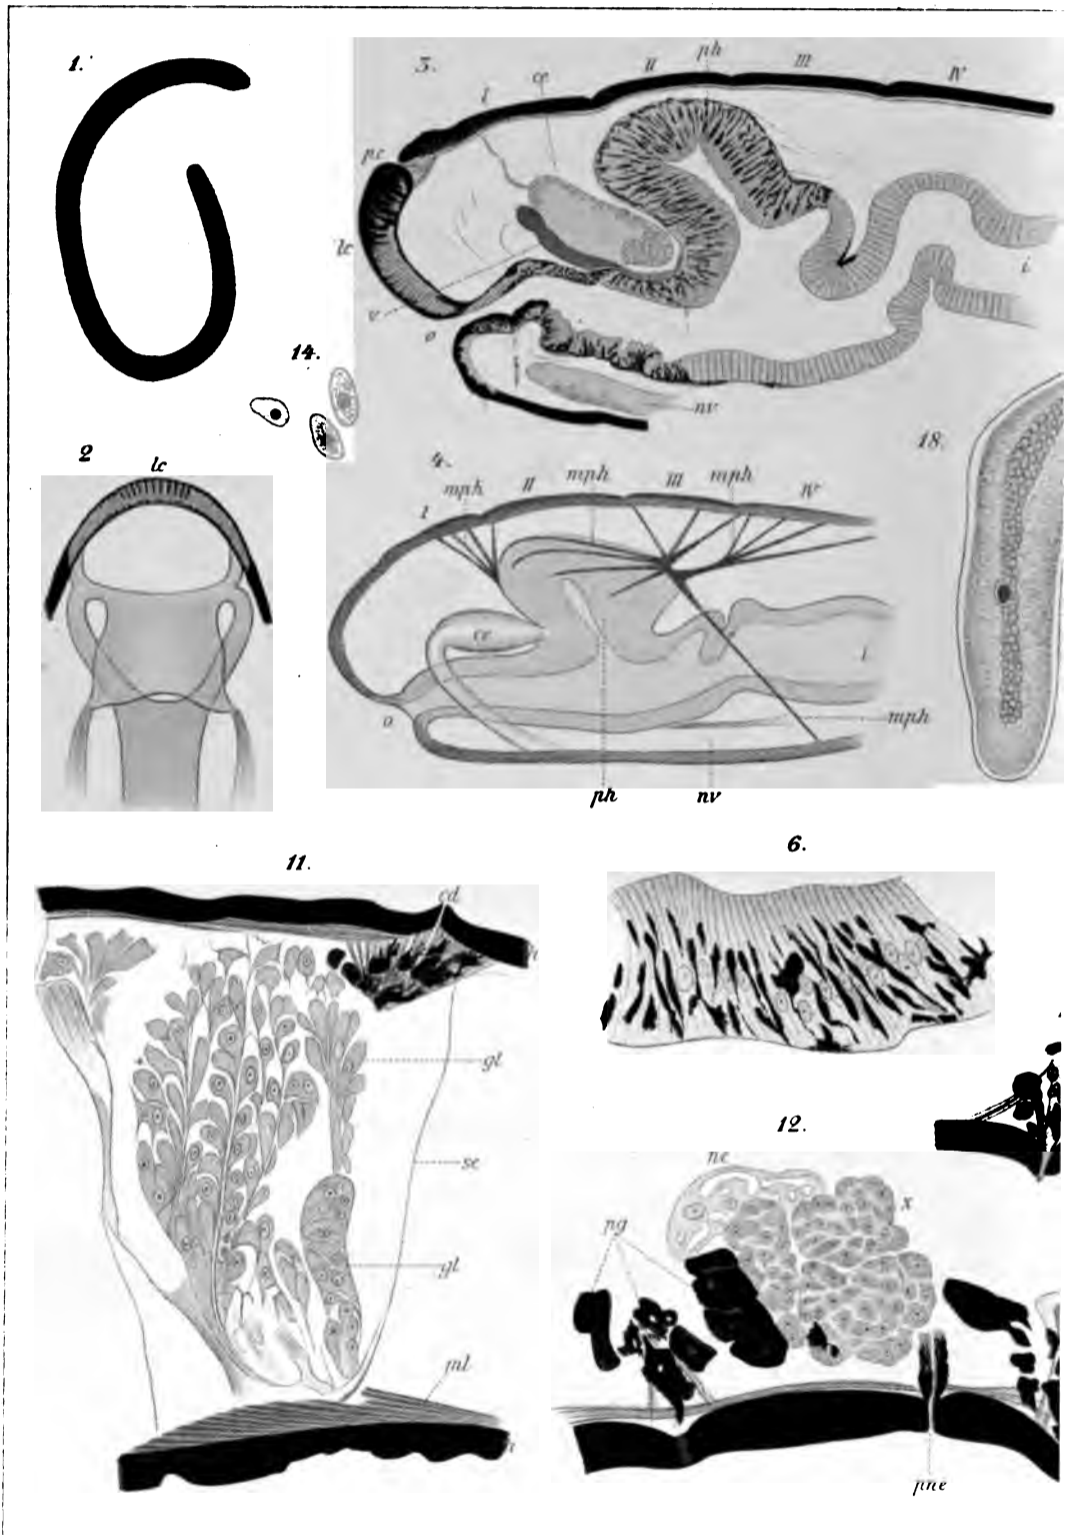 1.
3.
I
ce
II
ph
III
IV
pc
lc
v
o
i
nv
14.
2
lc
18.
4.
I
mph
II
mph
III
mph
IV
ce
o
i
mph
ph
nv
11.
cd
gl
se
gl
ml
6.
12.
ne
x
pg
pne